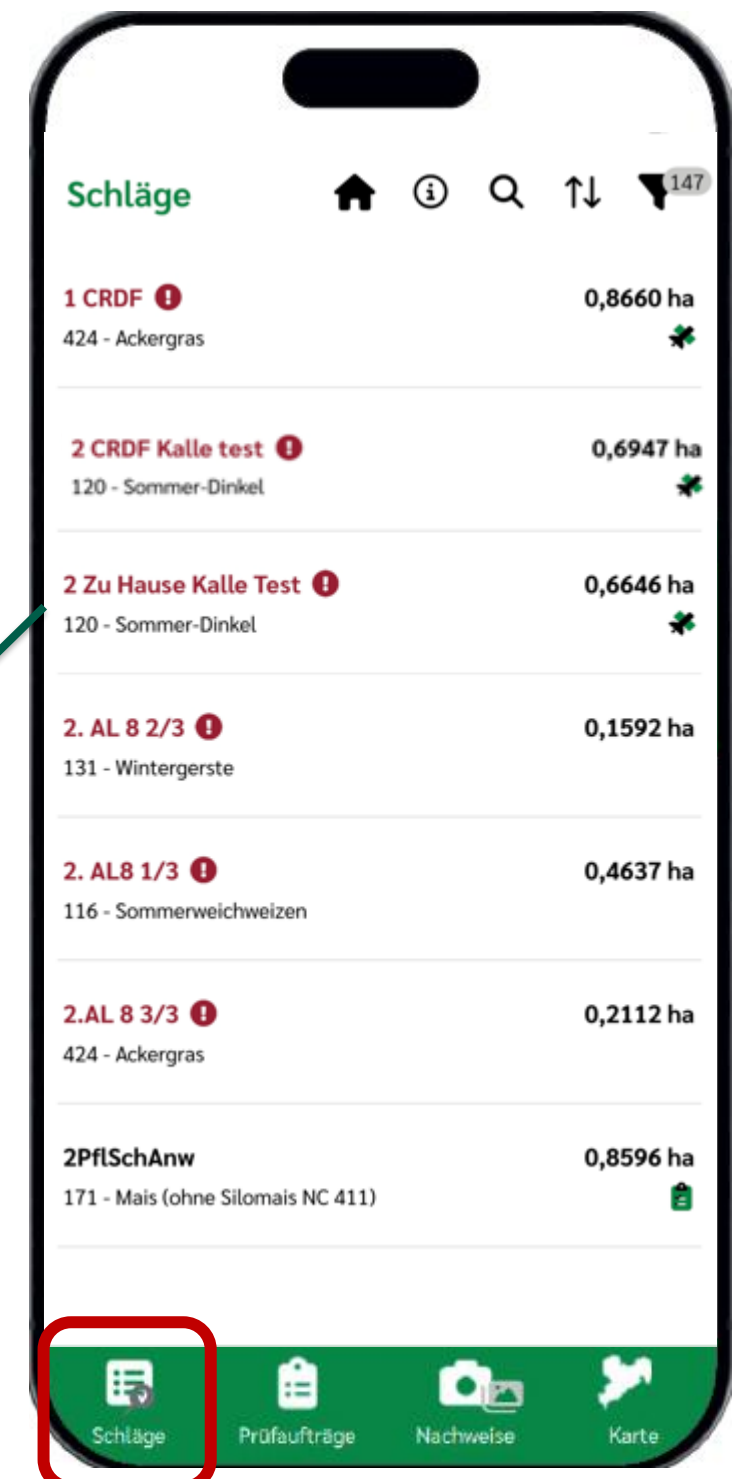 Schläge
147
1 CRDF
0,8660 ha
424 - Ackergras
2 CRDF Kalle test
0,6947 ha
120 - Sommer-Dinkel
2 Zu Hause Kalle Test
0,6646 ha
120 - Sommer-Dinkel
2. AL 8 2/3
0,1592 ha
131 - Wintergerste
2. AL8 1/3
0,4637 ha
116 - Sommerweichweizen
2.AL 8 3/3
0,2112 ha
424 - Ackergras
2PflSchAnw
0,8596 ha
171 - Mais (ohne Silomais NC 411)
Schläge Prüfaufträge Nachweise Karte